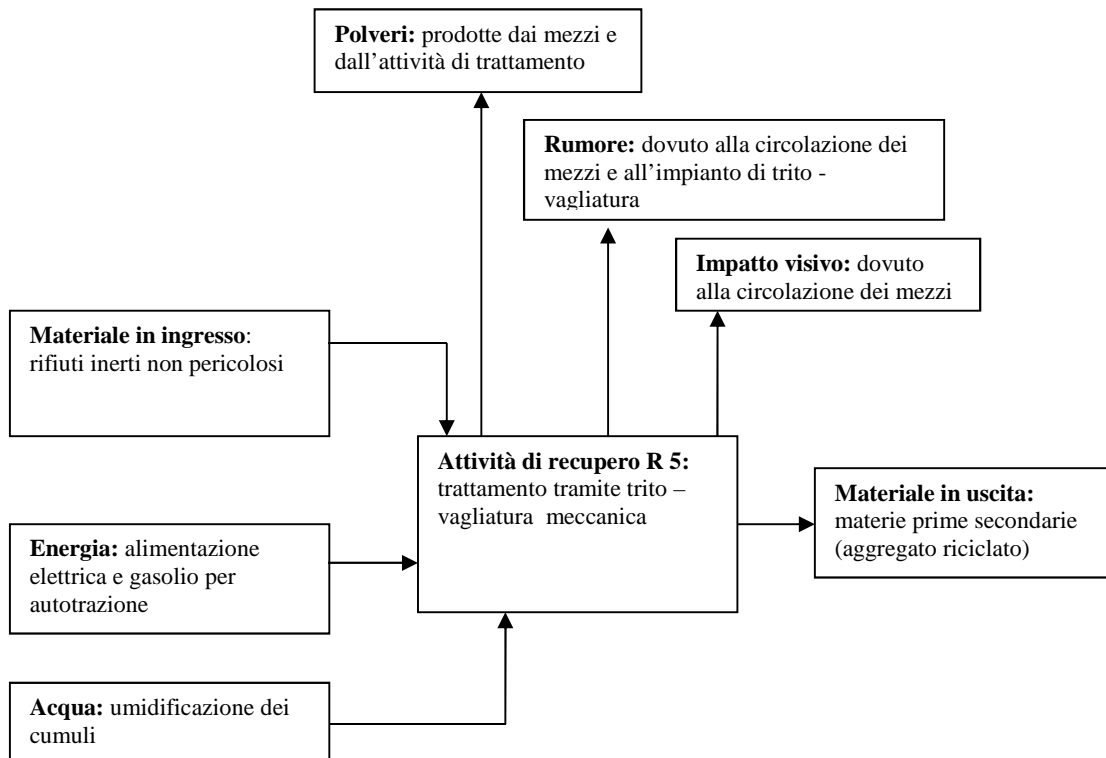 Polveri: prodotte dai mezzi e
dall'attività di trattamento
Rumore: dovuto alla circolazione dei
mezzi e all'impianto di trito -
vagliatura
Impatto visivo: dovuto
alla circolazione dei mezzi
Materiale in ingresso:
rifiuti inerti non pericolosi
Attività di recupero R 5:
trattamento tramite trito –
vagliatura meccanica
Materiale in uscita:
materie prime secondarie
(aggregato riciclato)
Energia: alimentazione
elettrica e gasolio per
autotrazione
Acqua: umidificazione dei
cumuli